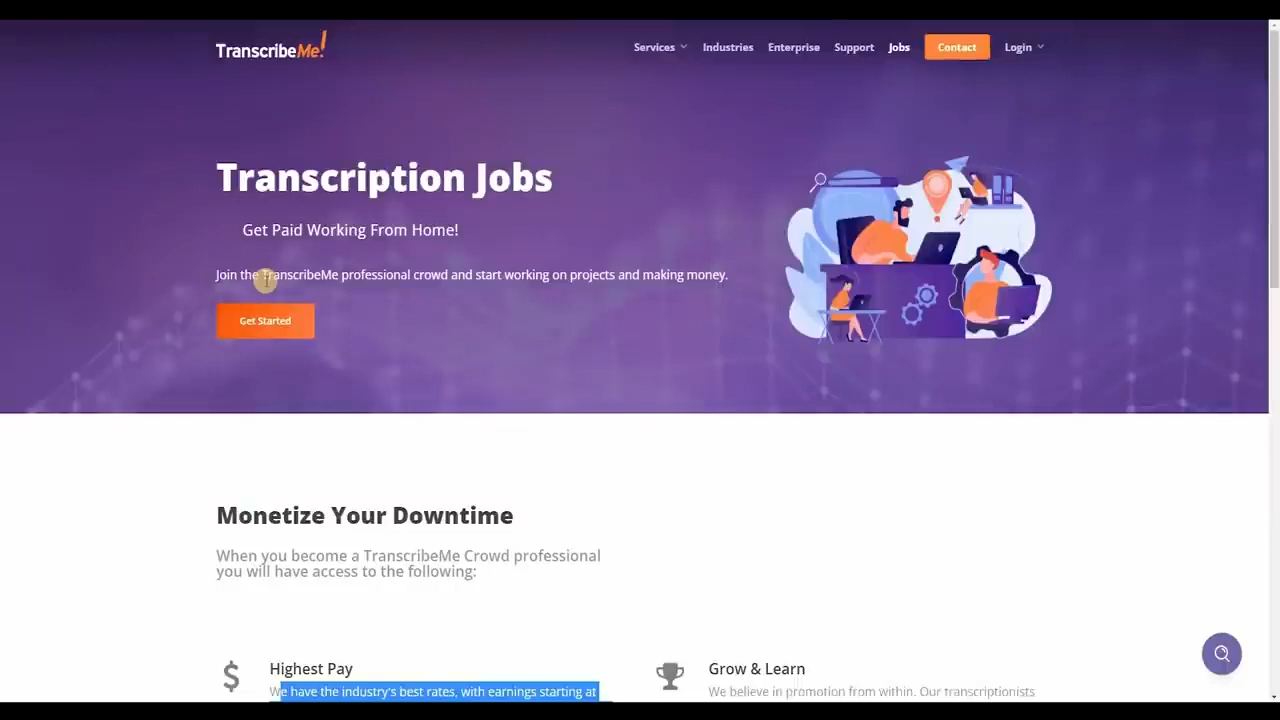 TranscribeMe!
Services
Industries
Enterprise
Support
Jobs
Contact
Login
Transcription Jobs
Get Paid Working From Home!
Join the TranscribeMe professional crowd and start working on projects and making money.
Get Started
Monetize Your Downtime
When you become a TranscribeMe Crowd professional
you will have access to the following:
Highest Pay
We have the industry's best rates, with earnings starting at
Grow & Learn
We believe in promotion from within. Our transcriptionists